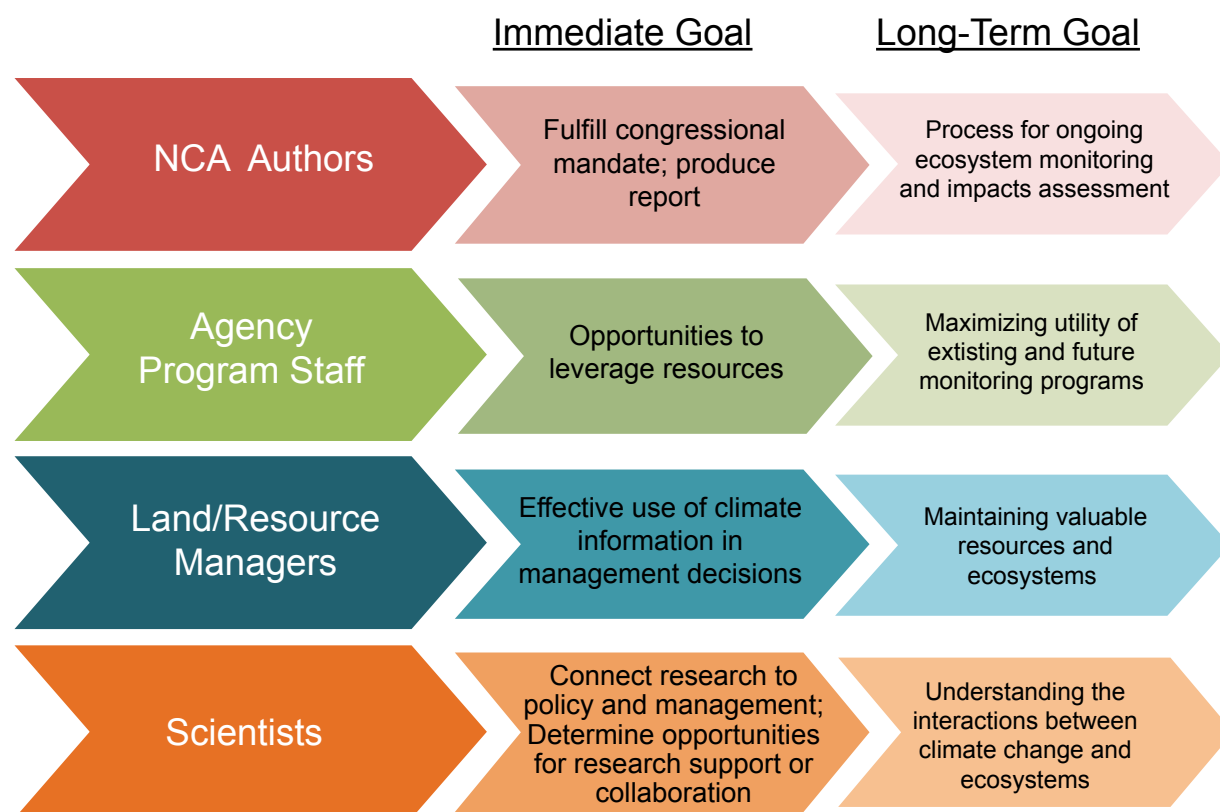 Immediate Goal
Long-Term Goal
NCA Authors
Fulfill congressional
mandate; produce
report
Process for ongoing
ecosystem monitoring
and impacts assessment
Agency
Program Staff
Opportunities to
leverage resources
Maximizing utility of
extisting and future
monitoring programs
Land/Resource
Managers
Effective use of climate
information in
management decisions
Maintaining valuable
resources and
ecosystems
Scientists
Connect research to
policy and management;
Determine opportunities
for research support or
collaboration
Understanding the
interactions between
climate change and
ecosystems